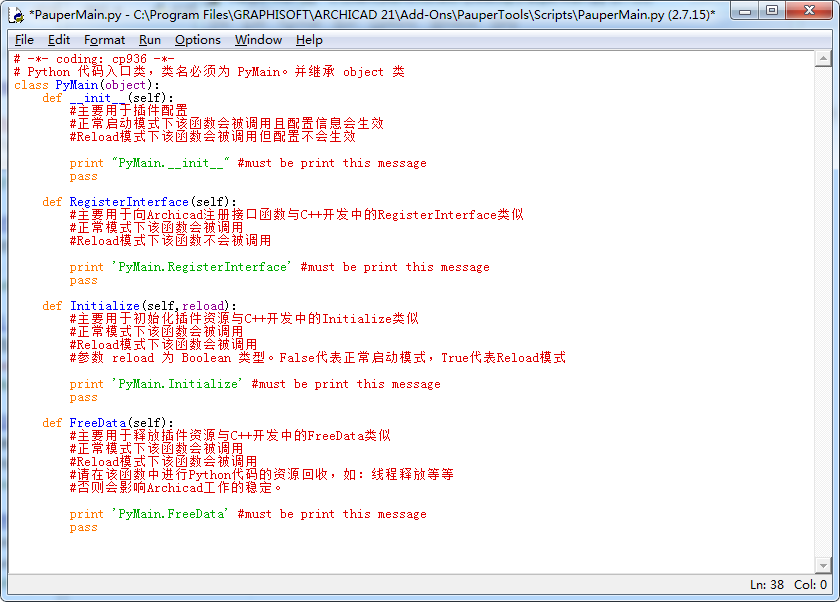 *PauperMain.py - C:\Program Files\GRAPHISOFT\ARCHICAD 21\Add-Ons\PauperTools\Scripts\PauperMain.py (2.7.15)*
File Edit Format Run Options Window Help
# -*- coding: cp936 -*-
# Python 代码入口类，类名必须为 PyMain。并继承 object 类
class PyMain(object):
    def __init__(self):
        #主要用于插件配置
        #正常启动模式下该函数会被调用且配置信息会生效
        #Reload模式下该函数会被调用但配置不会生效
        print "PyMain.__init__" #must be print this message
        pass
    def RegisterInterface(self):
        #主要用于向Archicad注册接口函数与C++开发中的RegisterInterface类似
        #正常模式下该函数会被调用
        #Reload模式下该函数不会被调用
        print 'PyMain.RegisterInterface' #must be print this message
        pass
    def Initialize(self,reload):
        #主要用于初始化插件资源与C++开发中的Initialize类似
        #正常模式下该函数会被调用
        #Reload模式下该函数会被调用
        #参数 reload 为 Boolean 类型。False代表正常启动模式，True代表Reload模式
        print 'PyMain.Initialize' #must be print this message
        pass
    def FreeData(self):
        #主要用于释放插件资源与C++开发中的FreeData类似
        #正常模式下该函数会被调用
        #Reload模式下该函数会被调用
        #请在该函数中进行Python代码的资源回收，如：线程释放等等
        #否则会影响Archicad工作的稳定。
        print 'PyMain.FreeData' #must be print this message
        pass
Ln: 38 Col: 0